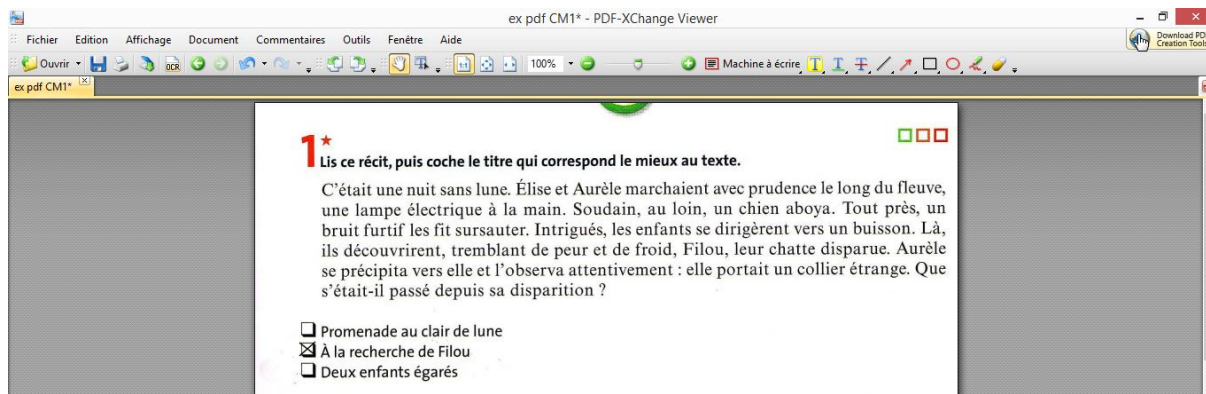 ex pdf CM1* - PDF-XChange Viewer
Fichier Edition Affichage Document Commentaires Outils Fenêtre Aide
Download PD
Creation Tools
Ouvrir OCR 1:1 100% Machine à écrire T T T
ex pdf CM1*
1*
Lis ce récit, puis coche le titre qui correspond le mieux au texte.
C'était une nuit sans lune. Élise et Aurèle marchaient avec prudence le long du fleuve,
une lampe électrique à la main. Soudain, au loin, un chien aboya. Tout près, un
bruit furtif les fit sursauter. Intrigués, les enfants se dirigèrent vers un buisson. Là,
ils découvrirent, tremblant de peur et de froid, Filou, leur chatte disparue. Aurèle
se précipita vers elle et l'observa attentivement : elle portait un collier étrange. Que
s'était-il passé depuis sa disparition ?
Promenade au clair de lune
À la recherche de Filou
Deux enfants égarés